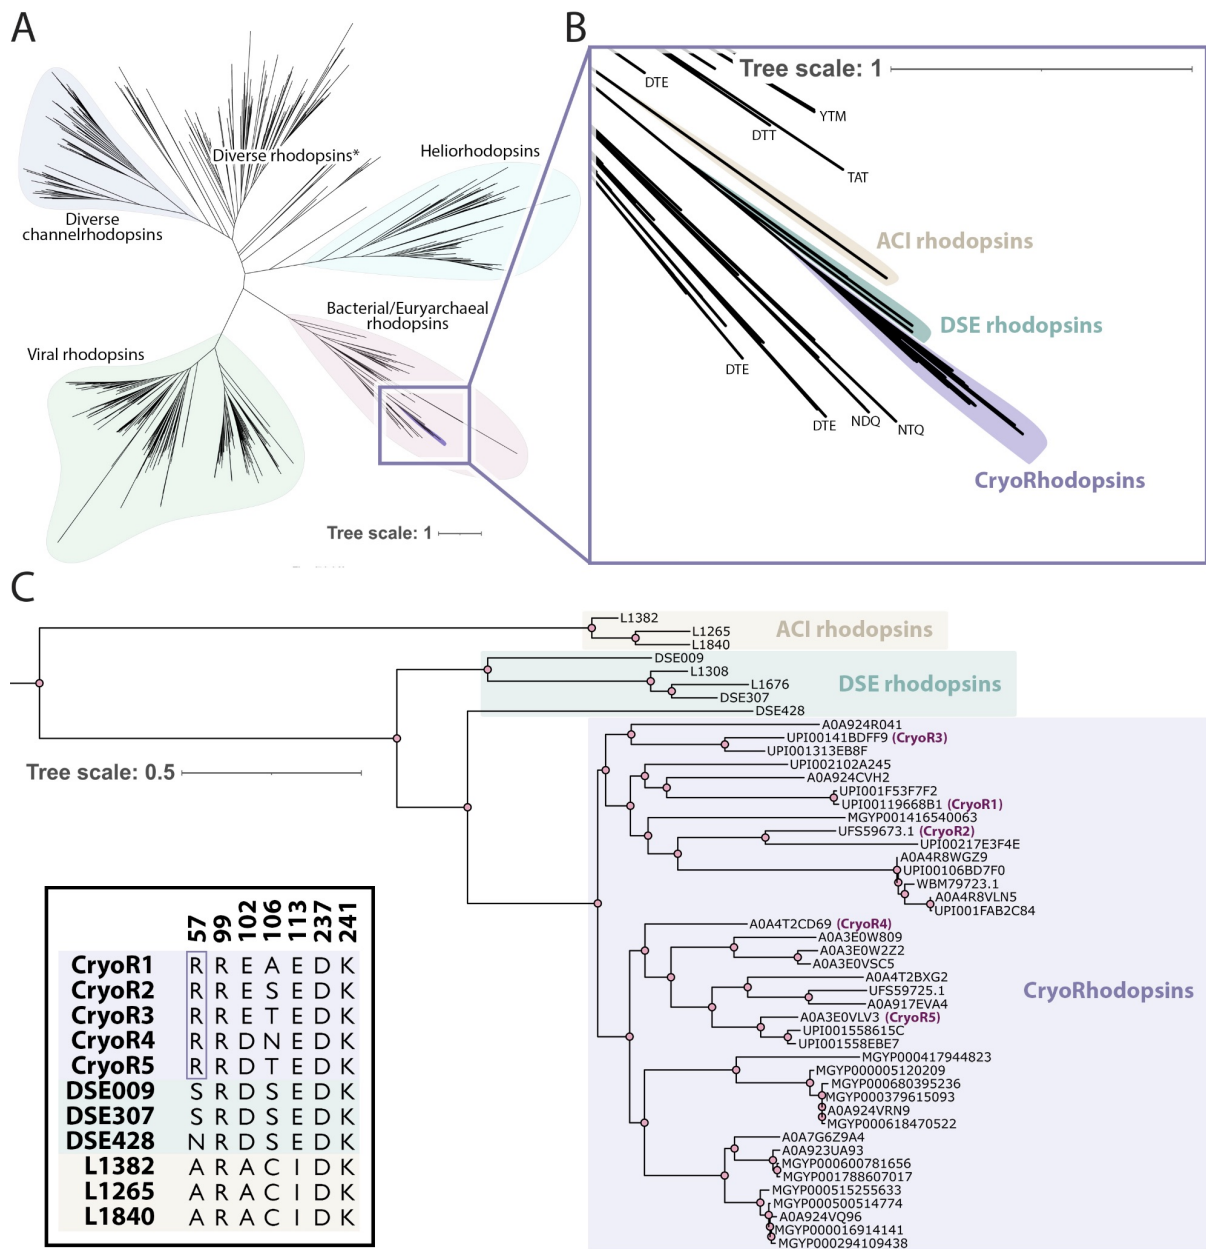 A
Diverse rhodopsins*
Heliorhodopsins
Diverse
channelrhodopsins
Bacterial/Euryarchaeal
rhodopsins
Viral rhodopsins
Tree scale: 1
B
Tree scale: 1
DTE
YTM
DTT
TAT
ACI rhodopsins
DSE rhodopsins
DTE
DTE
NDQ
NTQ
CryoRhodopsins
C
L1382
L1265
L1840
ACI rhodopsins
DSE009
L1308
L1676
DSE307
DSE rhodopsins
DSE428
Tree scale: 0.5
A0A924R041
UPI00141BDFF9 (CryoR3)
UPI001313EB8F
UPI002102A245
A0A924CVH2
UPI001F53F7F2
UPI00119668B1 (CryoR1)
MGYP001416540063
UFS59673.1 (CryoR2)
UPI00217E3F4E
A0A4R8WGZ9
UPI00106BD7F0
WBM79723.1
A0A4R8VLN5
UPI001FAB2C84
A0A4T2CD69 (CryoR4)
A0A3E0W809
A0A3E0W2Z2
A0A3E0VSC5
A0A4T2BXG2
UFS59725.1
A0A917EVA4
A0A3E0VLV3 (CryoR5)
UPI001558615C
UPI001558EBE7
CryoRhodopsins
MGYP000417944823
MGYP000005120209
MGYP000680395236
MGYP000379615093
A0A924VRN9
MGYP000618470522
A0A7G6Z9A4
A0A923UA93
MGYP000600781656
MGYP001788607017
MGYP000515255633
MGYP000500514774
A0A924VQ96
MGYP000016914141
MGYP000294109438
57 99 102 106 113 237 241
CryoR1 R R E A E D K
CryoR2 R R E S E D K
CryoR3 R R E T E D K
CryoR4 R R D N E D K
CryoR5 R R D T E D K
DSE009 S R D S E D K
DSE307 S R D S E D K
DSE428 N R D S E D K
L1382 A R A C I D K
L1265 A R A C I D K
L1840 A R A C I D K